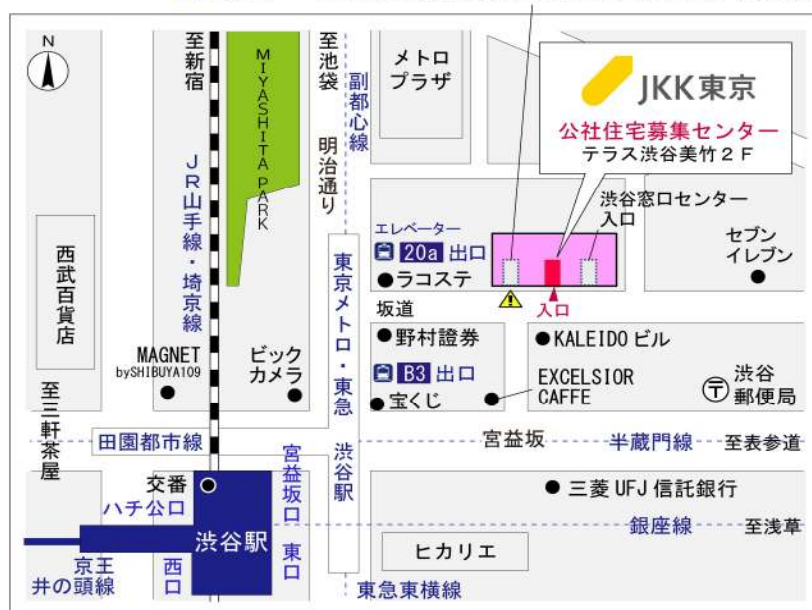 N
至新宿
MIYASHITA PARK
至池袋
明治通り
副都心線
メトロ
プラザ
JKK東京
公社住宅募集センター
テラス渋谷美竹2F
渋谷窓口センター
入口
JR山手線・埼京線
エレベーター
20a 出口
ラコステ
入口
セブン
イレブン
西武百貨店
東京メトロ・東急
渋谷駅
坂道
野村證券
KALEIDO ビル
MAGNET
bySHIBUYA109
ビック
カメラ
B3 出口
EXCELSIOR
CAFFE
渋谷
郵便局
宝くじ
至三軒茶屋
田園都市線
宮益坂
半蔵門線
至表参道
交番
宮益坂口
三菱 UFJ 信託銀行
ハチ公口
渋谷駅
銀座線
至浅草
京王
井の頭線
西口
東口
ヒカリエ
東急東横線